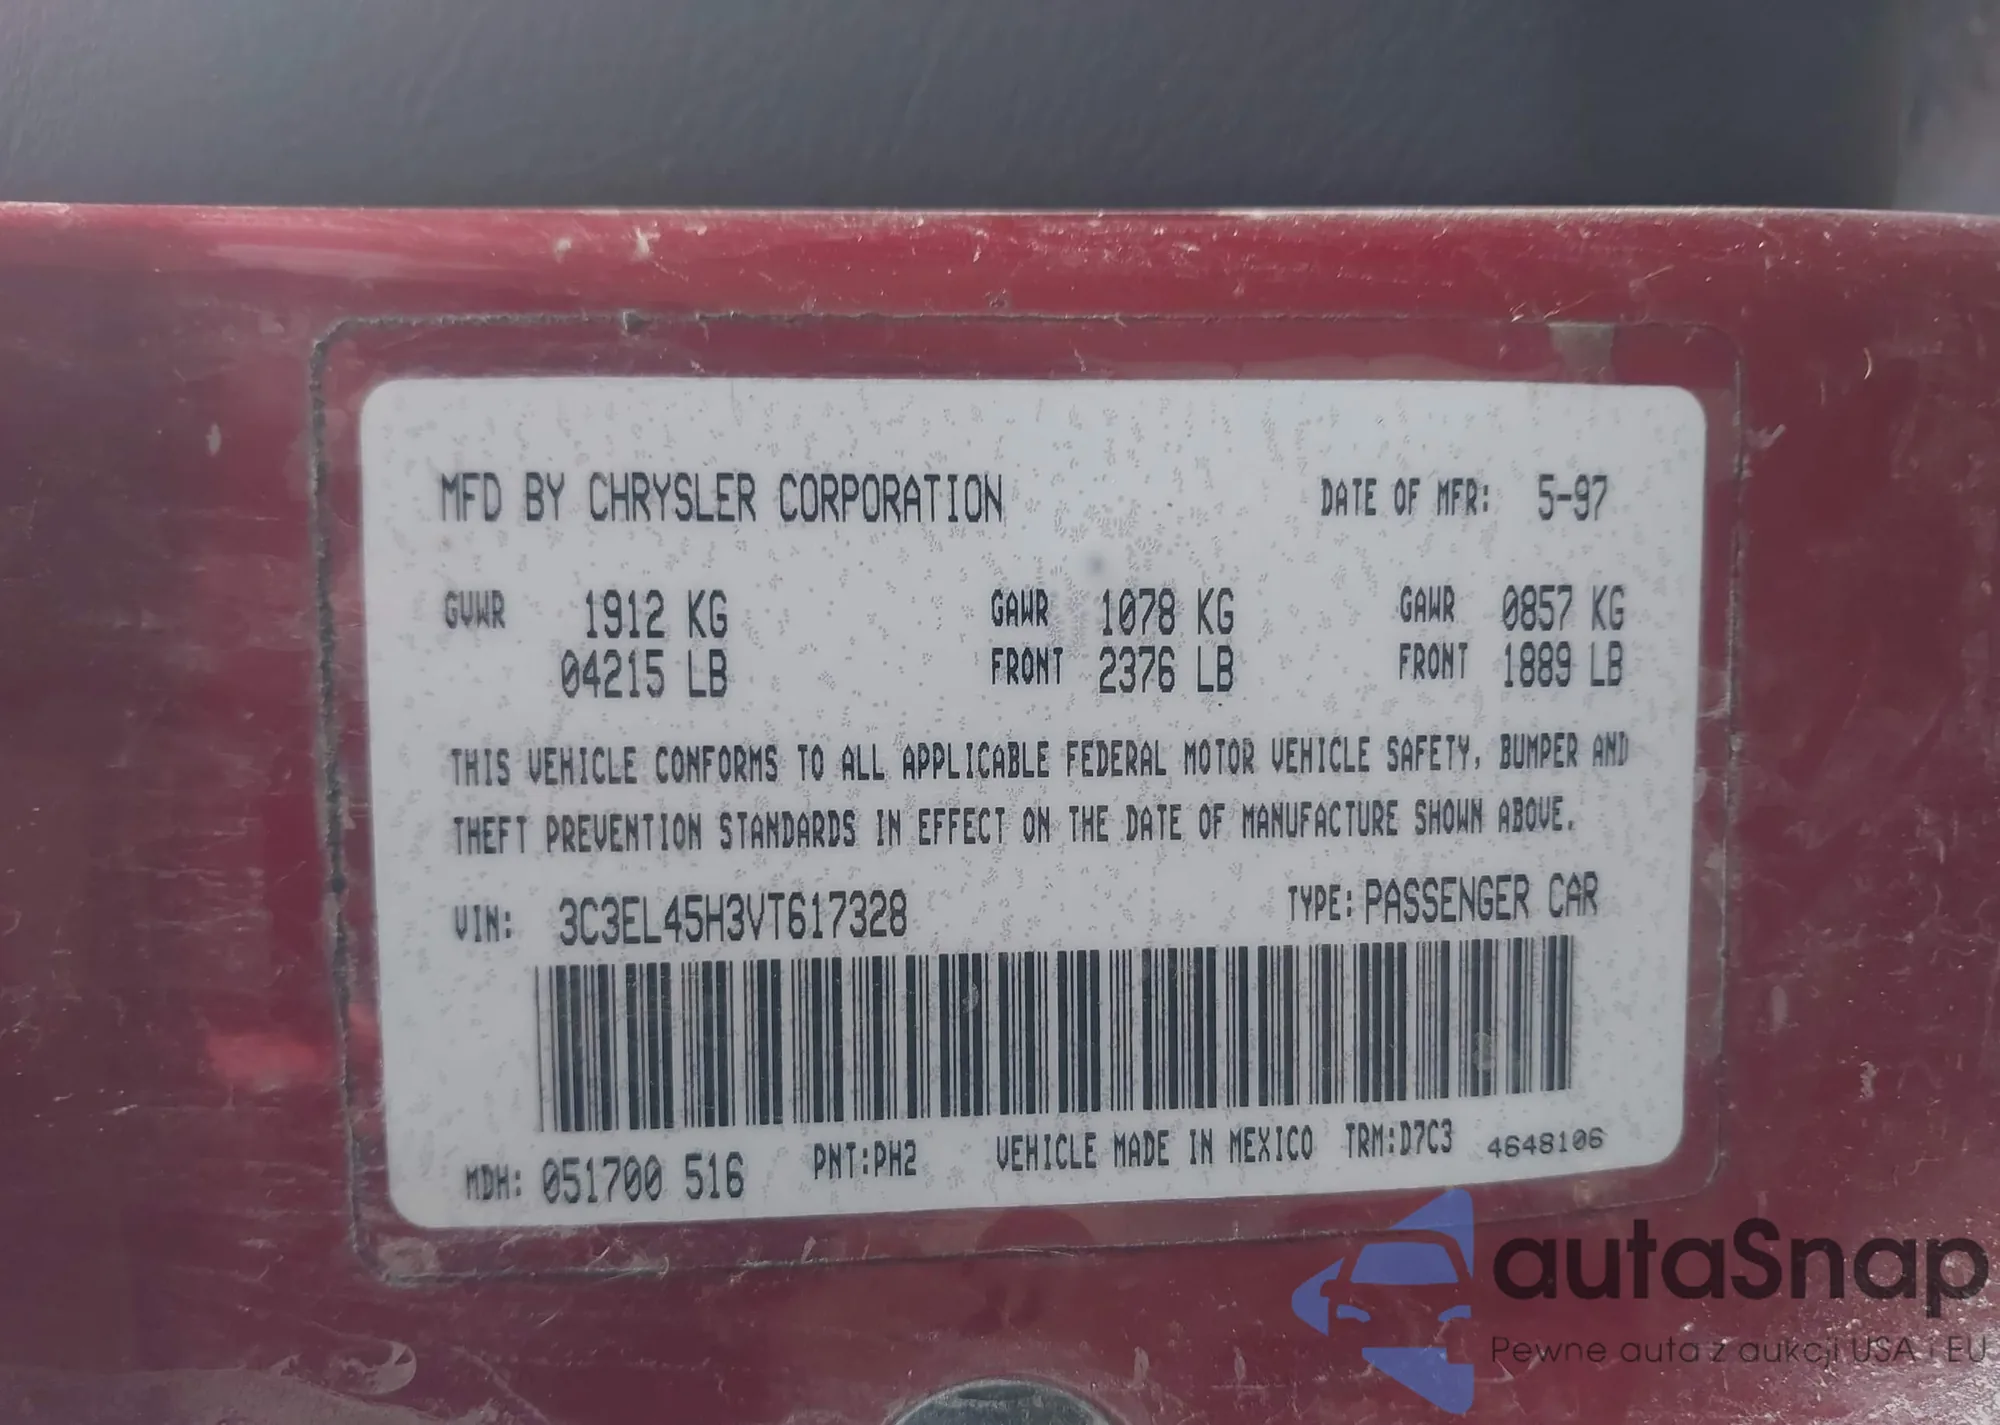 MFD BY CHRYSLER CORPORATION DATE OF MFR: 5-97
GVWR 1912 KG GAWR 1078 KG GAWR 0857 KG
04215 LB FRONT 2376 LB FRONT 1889 LB
THIS VEHICLE CONFORMS TO ALL APPLICABLE FEDERAL MOTOR VEHICLE SAFETY, BUMPER AND
THEFT PREVENTION STANDARDS IN EFFECT ON THE DATE OF MANUFACTURE SHOWN ABOVE.
VIN: 3C3EL45H3VT617328 TYPE: PASSENGER CAR
MDH: 051700 516 PNT:PH2 VEHICLE MADE IN MEXICO TRM:D7C3 4648106
autaSnap
Pewne auta z aukcji USA i EU